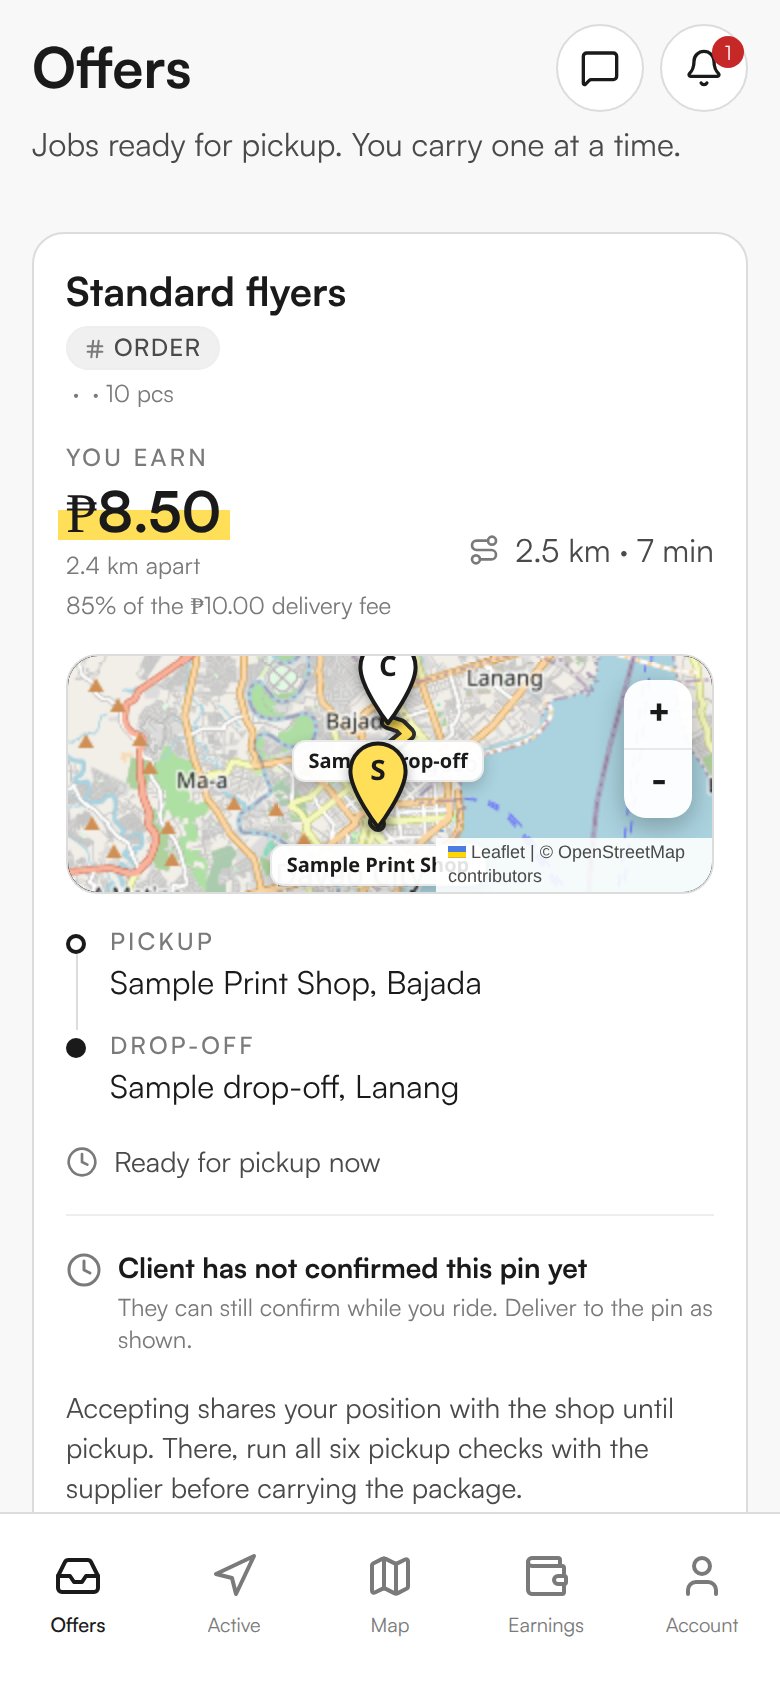 Offers
1
Jobs ready for pickup. You carry one at a time.
Standard flyers
# ORDER
· · 10 pcs
YOU EARN
₱8.50
2.4 km apart
2.5 km · 7 min
85% of the ₱10.00 delivery fee
C
Lanang
Bajad
Sam rop-off
S
Ma-a
Sample Print Shop
+
-
Leaflet | © OpenStreetMap
contributors
PICKUP
Sample Print Shop, Bajada
DROP-OFF
Sample drop-off, Lanang
Ready for pickup now
Client has not confirmed this pin yet
They can still confirm while you ride. Deliver to the pin as
shown.
Accepting shares your position with the shop until
pickup. There, run all six pickup checks with the
supplier before carrying the package.
Offers
Active
Map
Earnings
Account